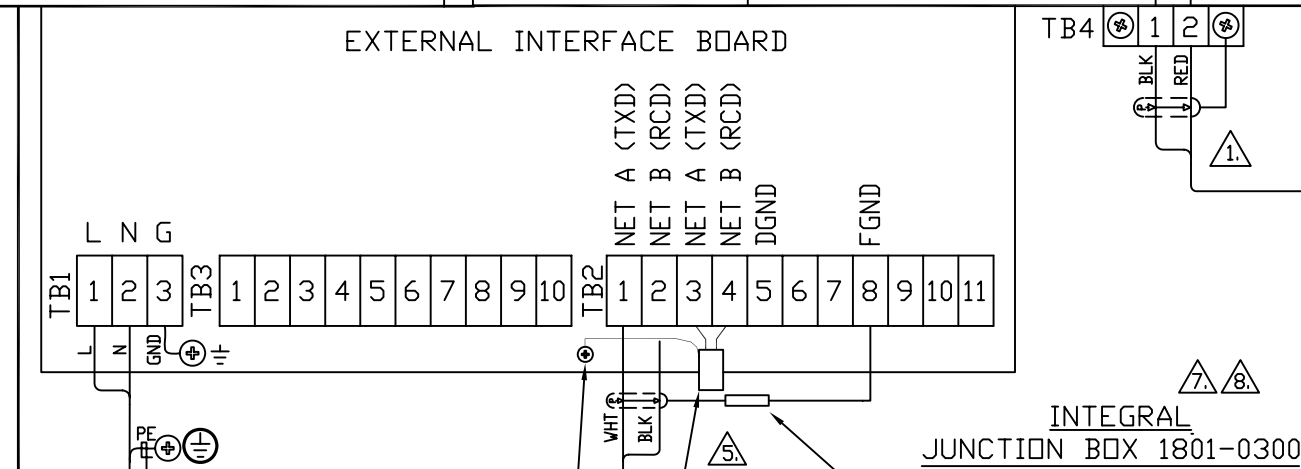 EXTERNAL INTERFACE BOARD
TB4 1 2
BLK
RED
P
1.
NET A (TXD)
NET B (RCD)
NET A (TXD)
NET B (RCD)
DGND
FGND
L N G
TB1 1 2 3
TB3 1 2 3 4 5 6 7 8 9 10
TB2 1 2 3 4 5 6 7 8 9 10 11
L
N
GND
P
WHT
BLK
5.
7. 8.
PE
INTEGRAL
JUNCTION BOX 1801-0300